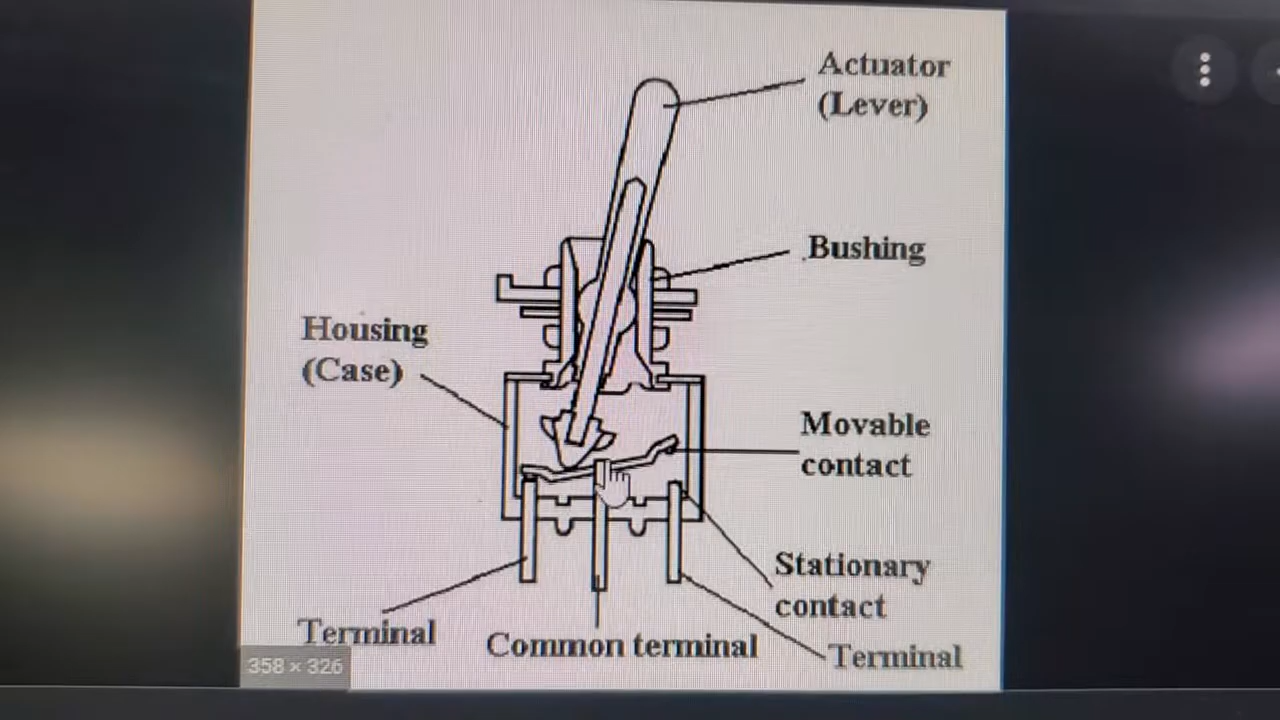 Actuator
(Lever)
Bushing
Housing
(Case)
Movable
contact
Stationary
contact
Terminal
Common terminal
Terminal
358 × 326